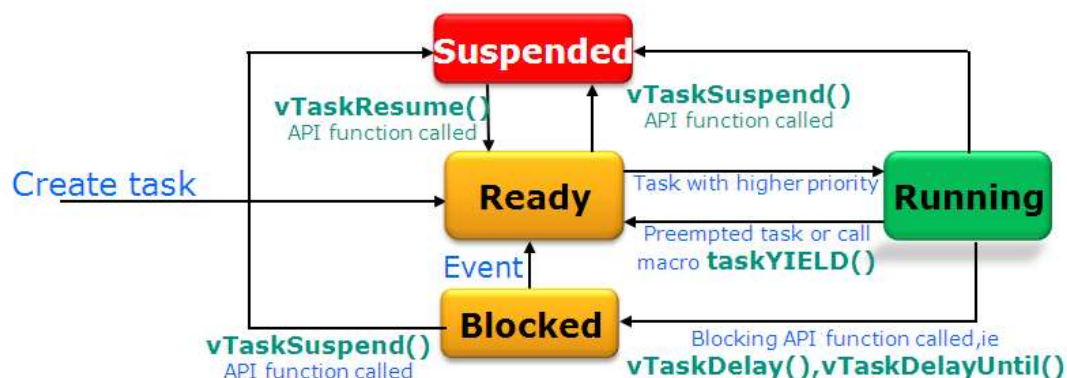 Suspended
vTaskResume()
API function called
vTaskSuspend()
API function called
Create task
Ready
Task with higher priority
Running
Preempted task or call
macro taskYIELD()
Event
Blocked
vTaskSuspend()
API function called
Blocking API function called,ie
vTaskDelay(),vTaskDelayUntil()